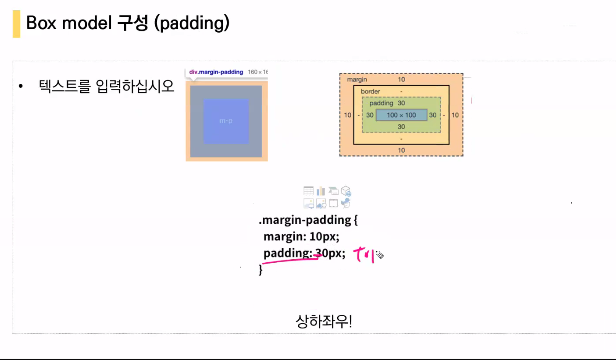 Box model 구성 (padding)
• 텍스트를 입력하십시오
div.margin-padding 160×16
m-p
margin 10
border -
padding 30
10 - 30 100 × 100 30 - 10
30
-
10
.margin-padding {
margin: 10px;
padding: 30px;
}
상하좌우!